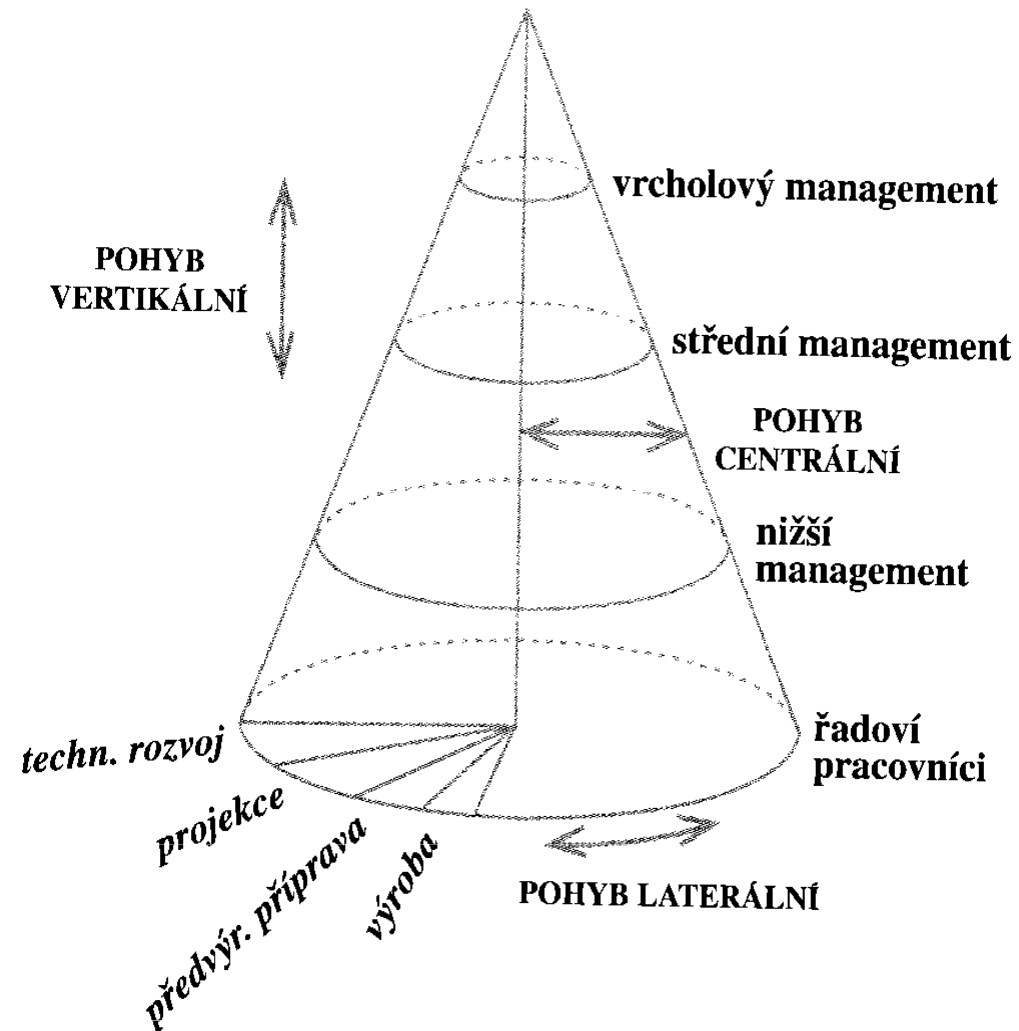 vrcholový management
POHYB
VERTIKÁLNÍ
střední management
POHYB
CENTRÁLNÍ
nižší
management
řadoví
pracovníci
techn. rozvoj
projekce
předvýr. příprava
výroba
POHYB LATERÁLNÍ